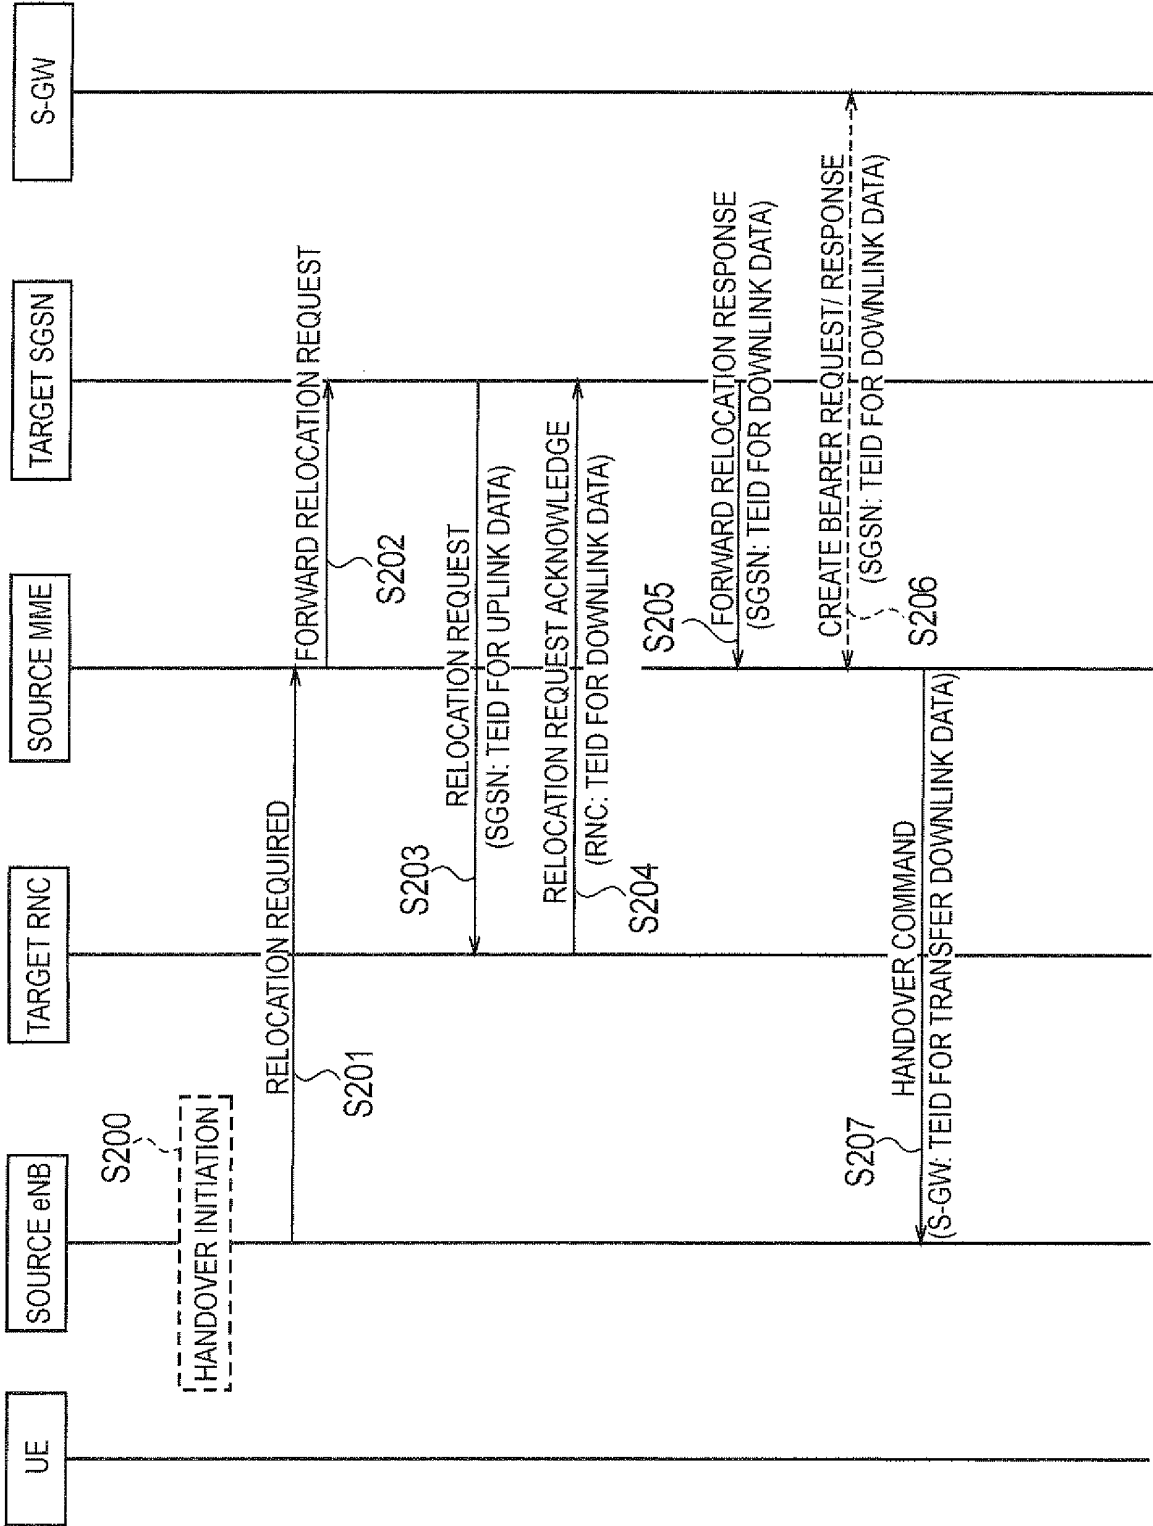 UE
SOURCE eNB
TARGET RNC
SOURCE MME
TARGET SGSN
S-GW
S200
HANDOVER INITIATION
RELOCATION REQUIRED
S201
FORWARD RELOCATION REQUEST
S202
RELOCATION REQUEST
S203
(SGSN: TEID FOR UPLINK DATA)
RELOCATION REQUEST ACKNOWLEDGE
(RNC: TEID FOR DOWNLINK DATA)
S204
S205
FORWARD RELOCATION RESPONSE
(SGSN: TEID FOR DOWNLINK DATA)
CREATE BEARER REQUEST/ RESPONSE
(SGSN: TEID FOR DOWNLINK DATA)
S206
S207
HANDOVER COMMAND
(S-GW: TEID FOR TRANSFER DOWNLINK DATA)